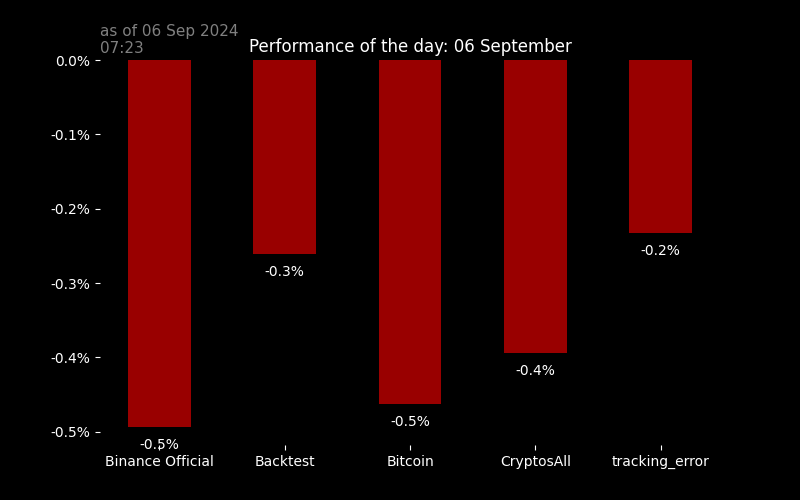 as of 06 Sep 2024
07:23
Performance of the day: 06 September
0.0%
-0.1%
-0.2%
-0.3%
-0.4%
-0.5%
-0.5%
-0.3%
-0.5%
-0.4%
-0.2%
Binance Official
Backtest
Bitcoin
CryptosAll
tracking_error